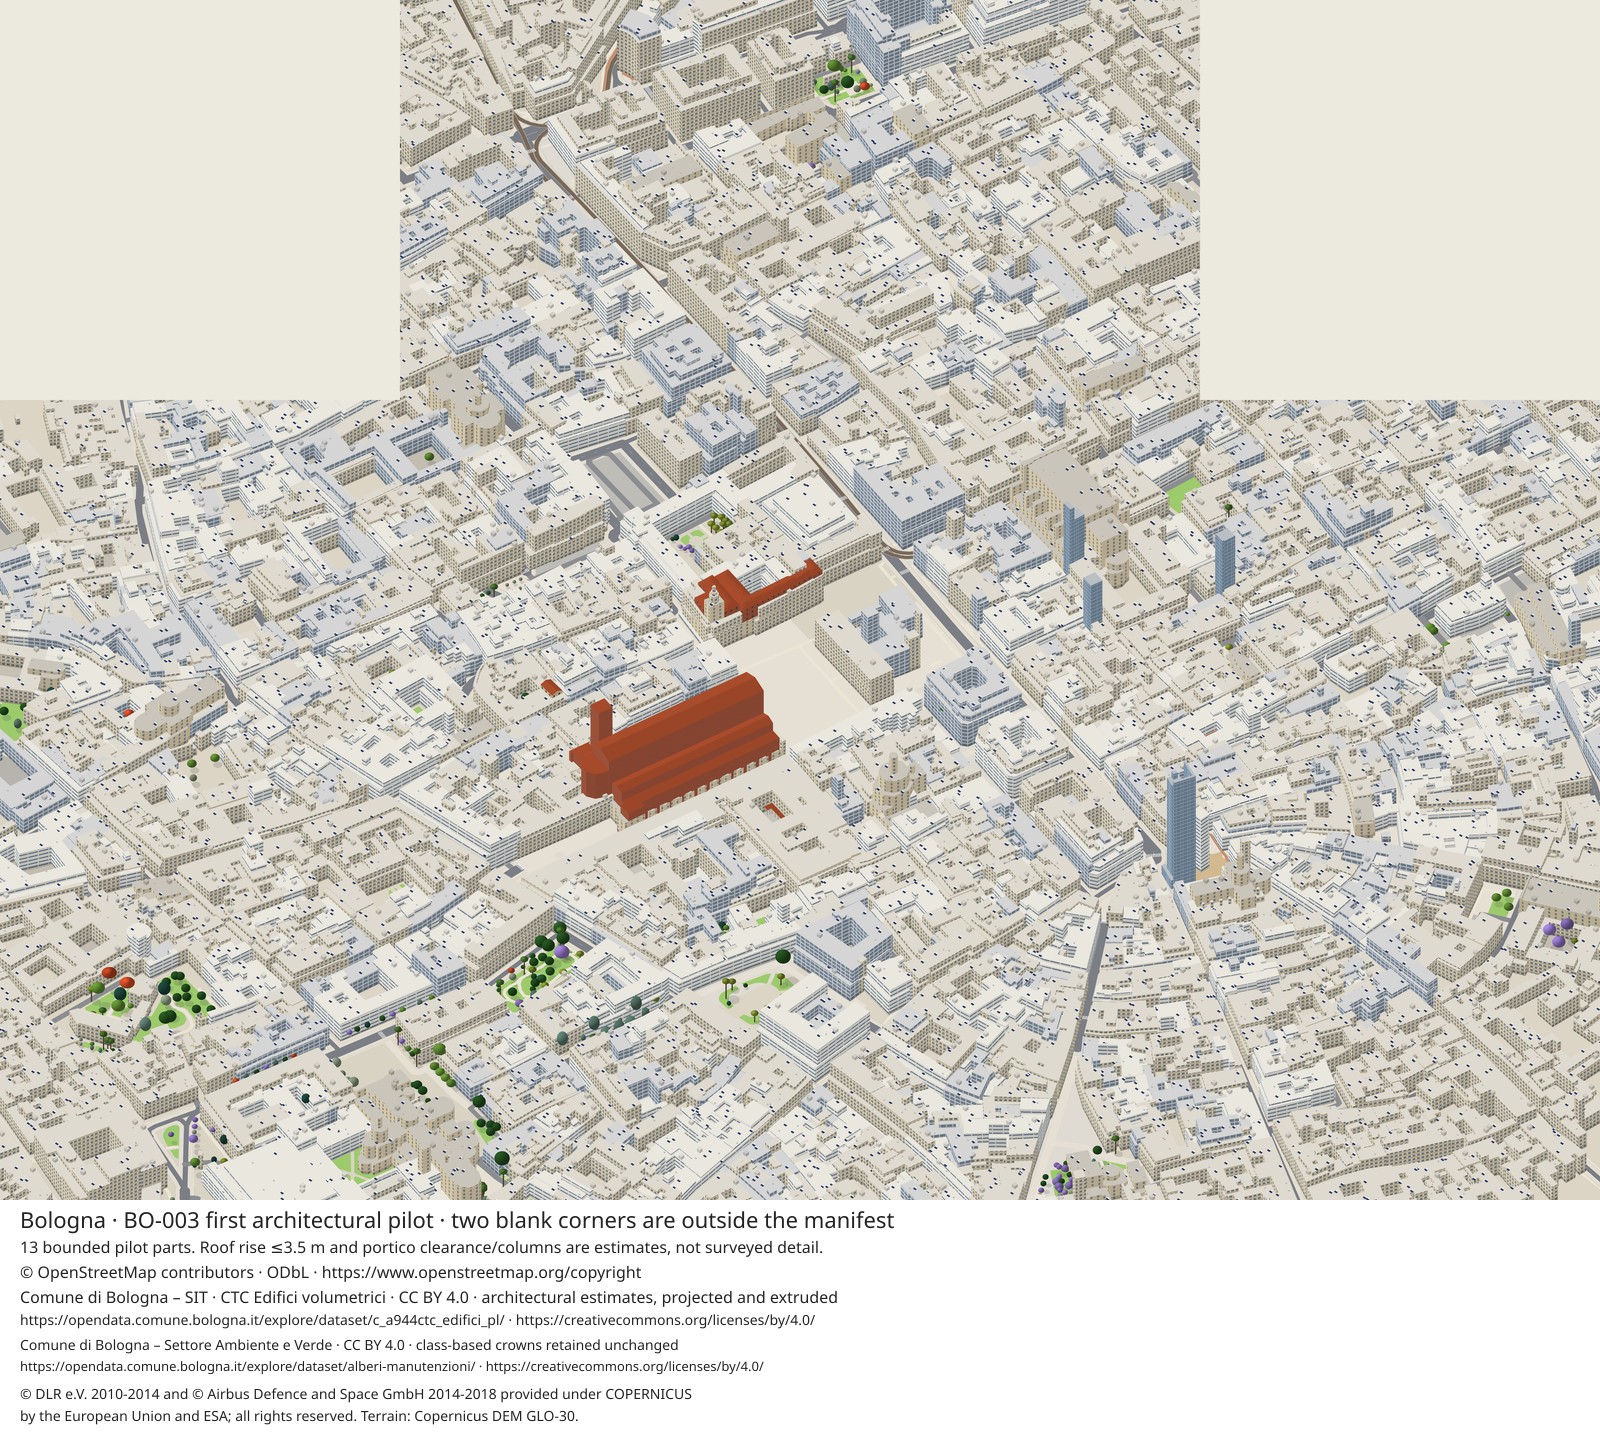 Bologna · BO-003 first architectural pilot · two blank corners are outside the manifest
13 bounded pilot parts. Roof rise ≤3.5 m and portico clearance/columns are estimates, not surveyed detail.
© OpenStreetMap contributors · ODbL · https://www.openstreetmap.org/copyright
Comune di Bologna – SIT · CTC Edifici volumetrici · CC BY 4.0 · architectural estimates, projected and extruded
https://opendata.comune.bologna.it/explore/dataset/c_a944ctc_edifici_pl/ · https://creativecommons.org/licenses/by/4.0/
Comune di Bologna – Settore Ambiente e Verde · CC BY 4.0 · class-based crowns retained unchanged
https://opendata.comune.bologna.it/explore/dataset/alberi-manutenzioni/ · https://creativecommons.org/licenses/by/4.0/
© DLR e.V. 2010-2014 and © Airbus Defence and Space GmbH 2014-2018 provided under COPERNICUS
by the European Union and ESA; all rights reserved. Terrain: Copernicus DEM GLO-30.